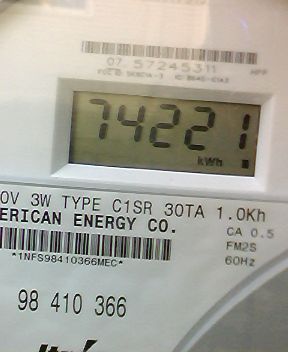 07 57245311 HPP
74221
kWh
0V 3W TYPE C1SR 30TA 1.0Kh
ERICAN ENERGY CO.
CA 0.5
FM2S
60Hz
*1NFS98410366MEC*
98 410 366